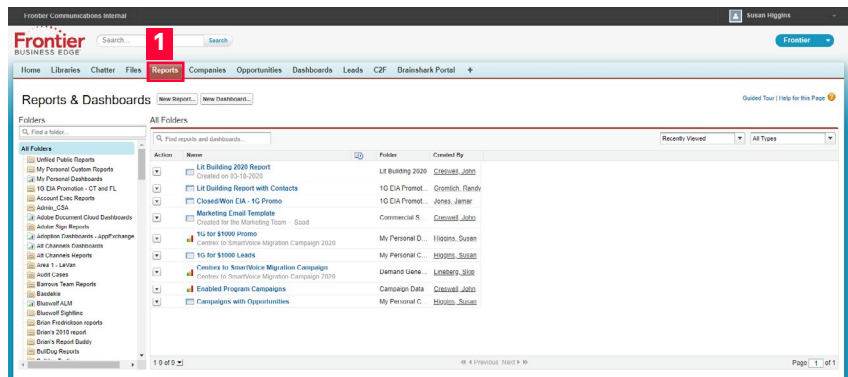 Frontier Communications Internal
Susan Higgins
Frontier
BUSINESS EDGE
Search...
Search
1
Frontier
Home Libraries Chatter Files Reports Companies Opportunities Dashboards Leads C2F Brainshark Portal +
Reports & Dashboards
New Report...
New Dashboard...
Guided Tour | Help for this Page
Folders
All Folders
Find a folder...
Find reports and dashboards...
Recently Viewed
All Types
All Folders
Unfiled Public Reports
My Personal Custom Reports
My Personal Dashboards
1G EIA Promotion - CT and FL
Account Exec Reports
Admin_CSA
Adobe Document Cloud Dashboards
Adobe Sign Reports
Adoption Dashboards - AppExchange
Alt Channels Dashboards
Alt Channels Reports
Area 1 - LeVan
Audit Cases
Barrows Team Reports
Basdekis
Bluewolf ALM
Bluewolf Sightline
Brian Fredrickson reports
Brian's 2010 report
Brian's Report Buddy
BullDog Reports
Action Name Folder Created By
Lit Building 2020 Report Lit Building 2020 Creswell, John
Created on 03-18-2020
Lit Building Report with Contacts 1G EIA Promot... Gromlich, Randy
Closed/Won EIA - 1G Promo 1G EIA Promot... Jones, Jamar
Marketing Email Template Commercial S... Creswell, John
Created for the Marketing Team - Saad
1G for $1000 Promo My Personal D... Higgins, Susan
Centrex to SmartVoice Migration Campaign 2020
1G for $1000 Leads My Personal C... Higgins, Susan
Centrex to SmartVoice Migration Campaign Demand Gene... Lineberg, Skip
Centrex to SmartVoice Migration Campaign 2020
Enabled Program Campaigns Campaign Data Creswell, John
Campaigns with Opportunities My Personal C... Higgins, Susan
1-9 of 9
Previous Next
Page 1 of 1